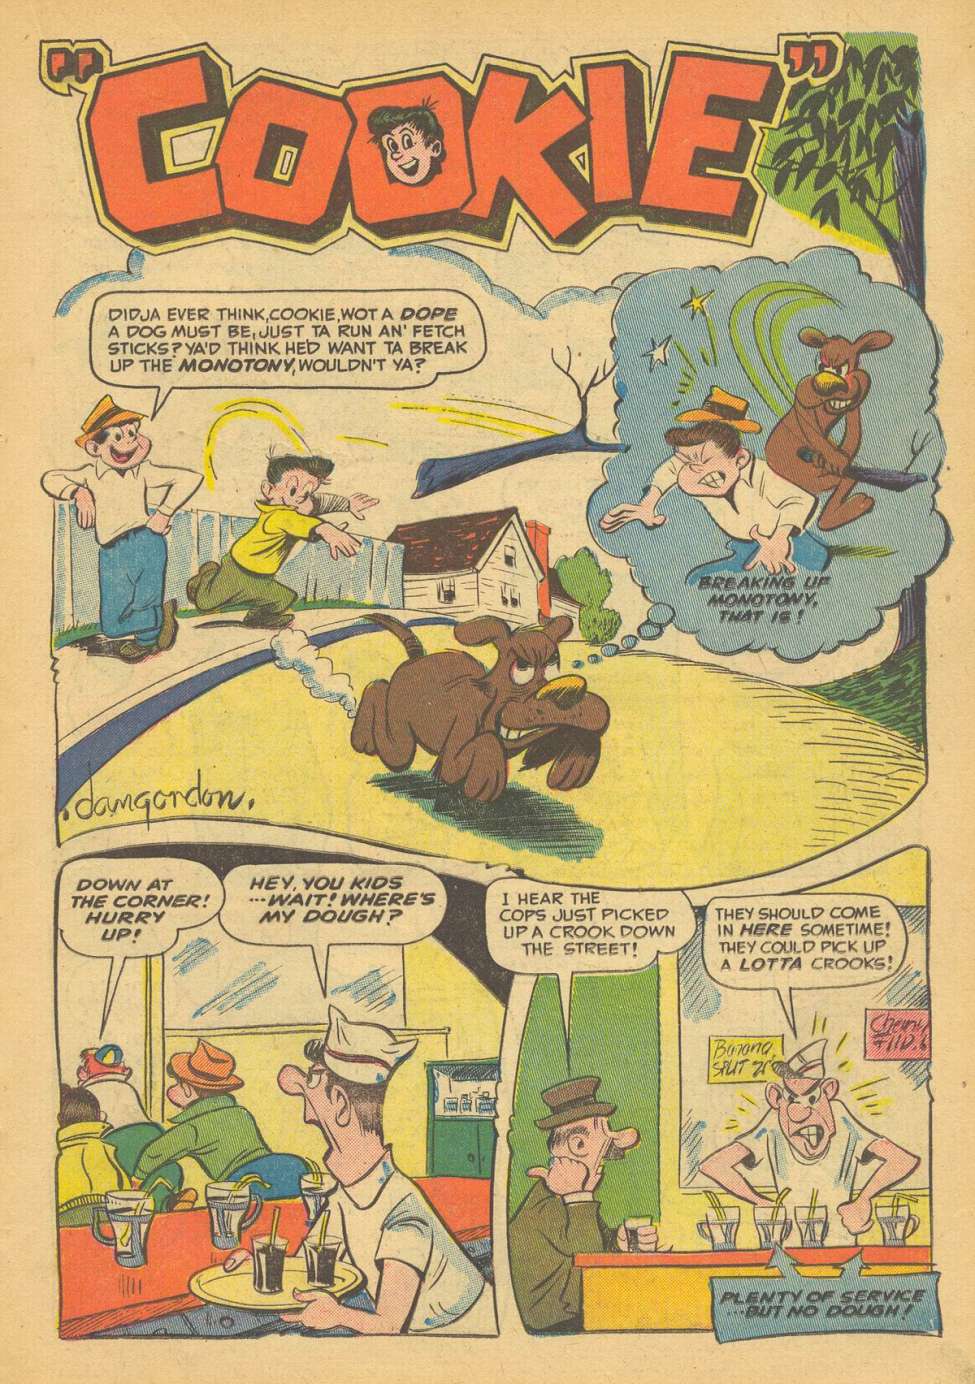 "COOKIE"
DIDJA EVER THINK, COOKIE, WOT A DOPE
A DOG MUST BE, JUST TA RUN AN' FETCH
STICKS? YA'D THINK HE'D WANT TA BREAK
UP THE MONOTONY, WOULDN'T YA?
BREAKING UP
MONOTONY,
THAT IS!
.dangordon.
DOWN AT
THE CORNER!
HURRY
UP!
HEY, YOU KIDS
---WAIT! WHERE'S
MY DOUGH?
I HEAR THE
COPS JUST PICKED
UP A CROOK DOWN
THE STREET!
THEY SHOULD COME
IN HERE SOMETIME!
THEY COULD PICK UP
A LOTTA CROOKS!
Banana
SPLIT
Cherry
PLENTY OF SERVICE
---BUT NO DOUGH!